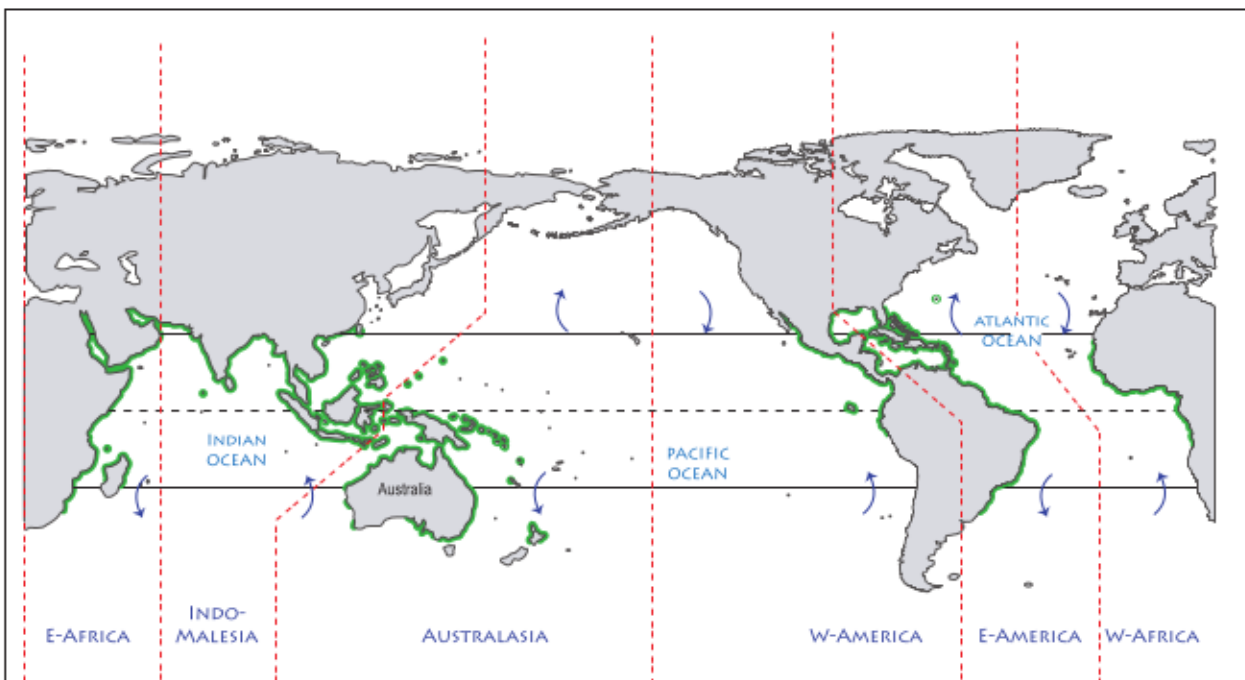 ATLANTIC
OCEAN
INDIAN
OCEAN
PACIFIC
OCEAN
Australia
INDO-
MALESIA
E-AFRICA
AUSTRALASIA
W-AMERICA
E-AMERICA
W-AFRICA